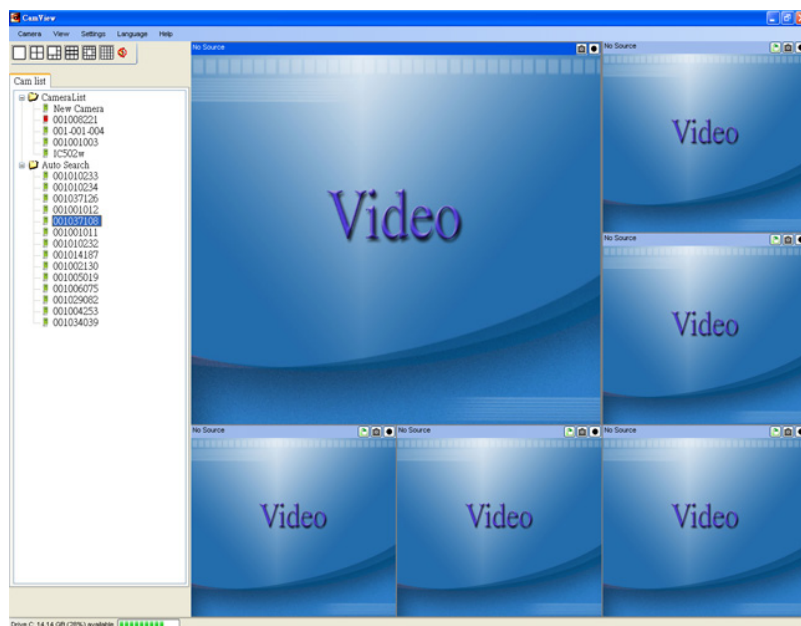 CamView
Camera View Settings Language Help
Cam list
CameraList
New Camera
001008221
001-001-004
001001003
IC502w
Auto Search
001010233
001010234
001037126
001001012
001037108
001001011
001010232
001014187
001002130
001005019
001006075
001029082
001004253
001034039
No Source
Video
No Source
Video
No Source
Video
No Source
Video
No Source
Video
No Source
Video
Drive C: 14.14 GB (28%) available